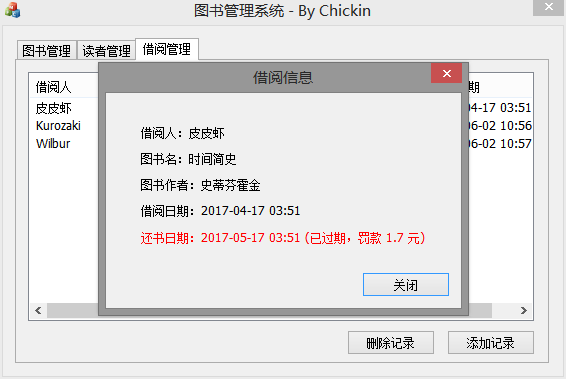 图书管理系统 - By Chickin
图书管理 读者管理 借阅管理
借阅人 期
皮皮虾 04-17 03:51
Kurozaki 06-02 10:56
Wilbur 06-02 10:57
借阅信息
借阅人：皮皮虾
图书名：时间简史
图书作者：史蒂芬霍金
借阅日期：2017-04-17 03:51
还书日期：2017-05-17 03:51 (已过期，罚款 1.7 元)
关闭
删除记录 添加记录